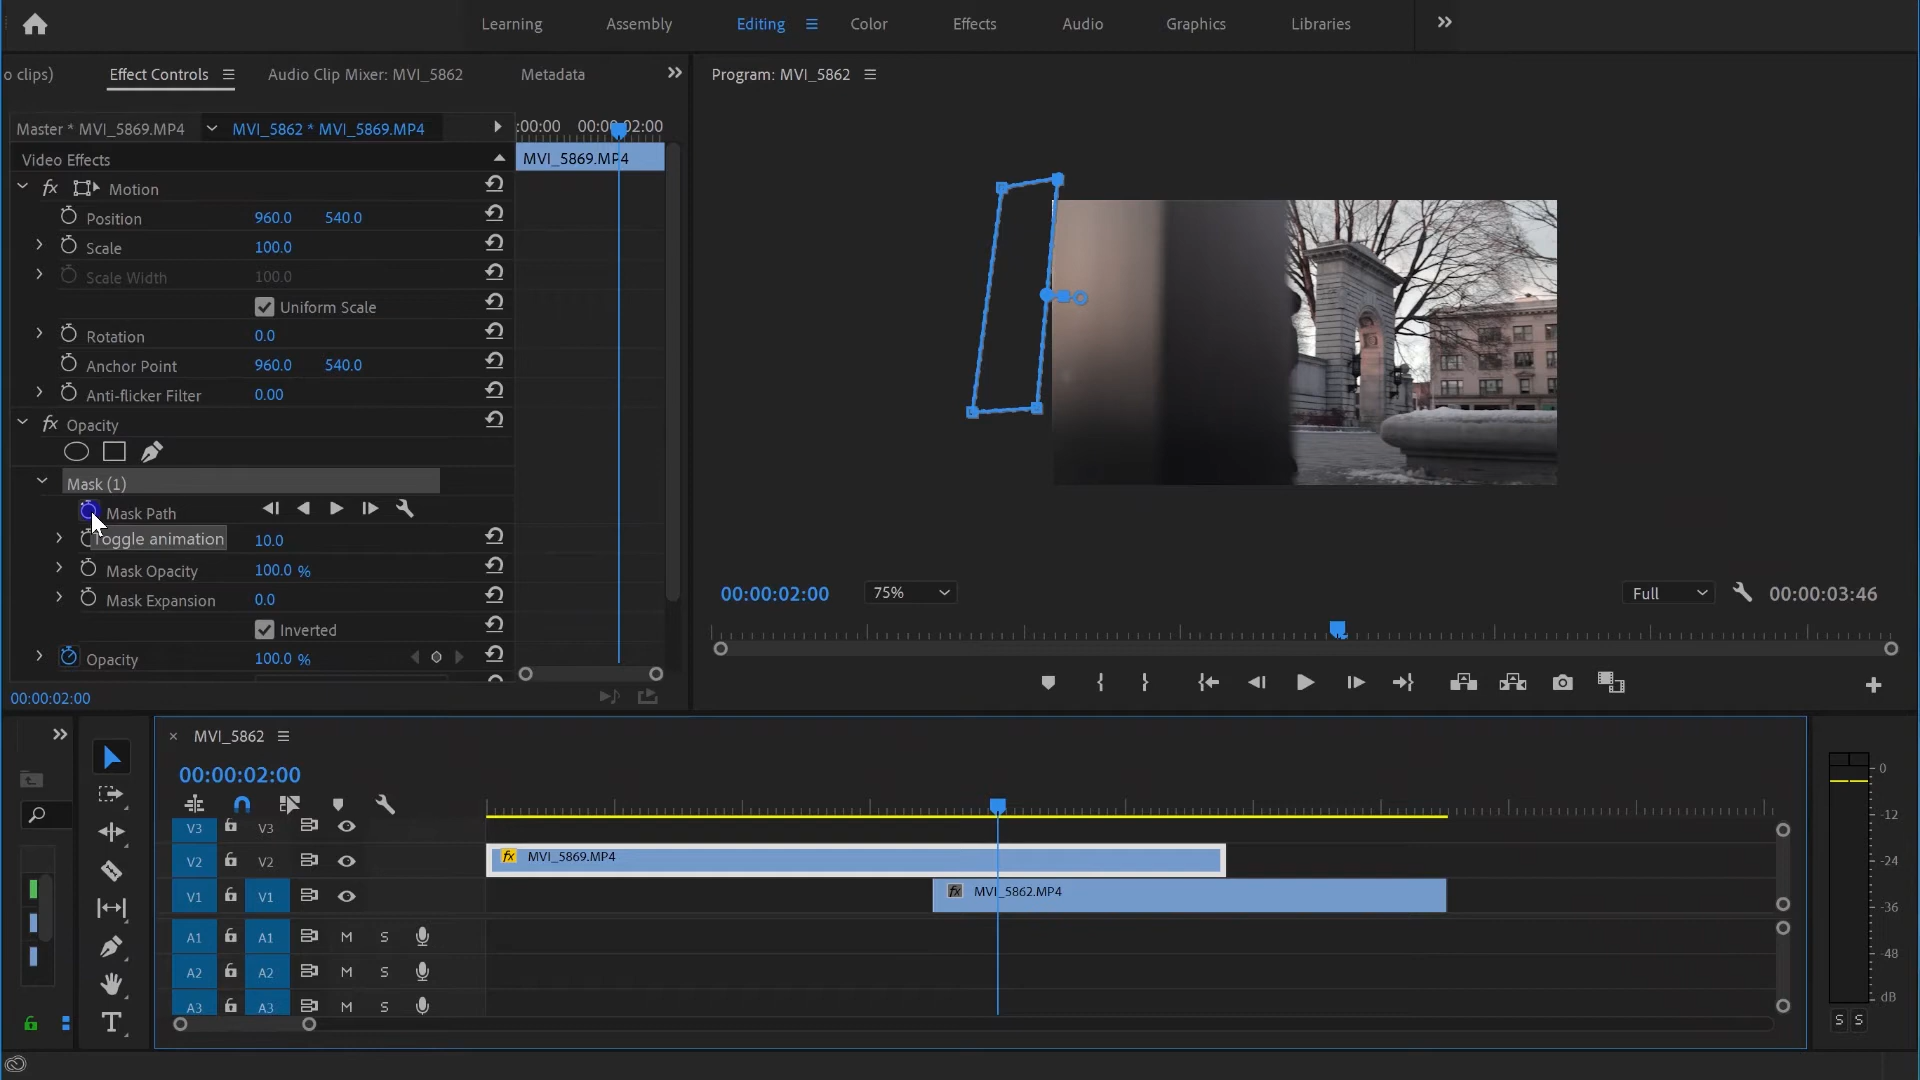 Learning Assembly Editing Color Effects Audio Graphics Libraries
o clips) Effect Controls Audio Clip Mixer: MVI_5862 Metadata
Program: MVI_5862
Master * MVI_5869.MP4 MVI_5862 * MVI_5869.MP4
:00:00 00:00:02:00
Video Effects
MVI_5869.MP4
fx Motion
Position 960.0 540.0
Scale 100.0
Scale Width 100.0
Uniform Scale
Rotation 0.0
Anchor Point 960.0 540.0
Anti-flicker Filter 0.00
fx Opacity
Mask (1)
Mask Path
Toggle animation 10.0
Mask Opacity 100.0 %
Mask Expansion 0.0
Inverted
Opacity 100.0 %
00:00:02:00
00:00:02:00 75% Full 00:00:03:46
MVI_5862
00:00:02:00
V3 V3
V2 V2 fx MVI_5869.MP4
V1 V1 fx MVI_5862.MP4
A1 A1 M S
A2 A2 M S
A3 A3 M S
T
0
-12
-24
-36
-48
dB
S S